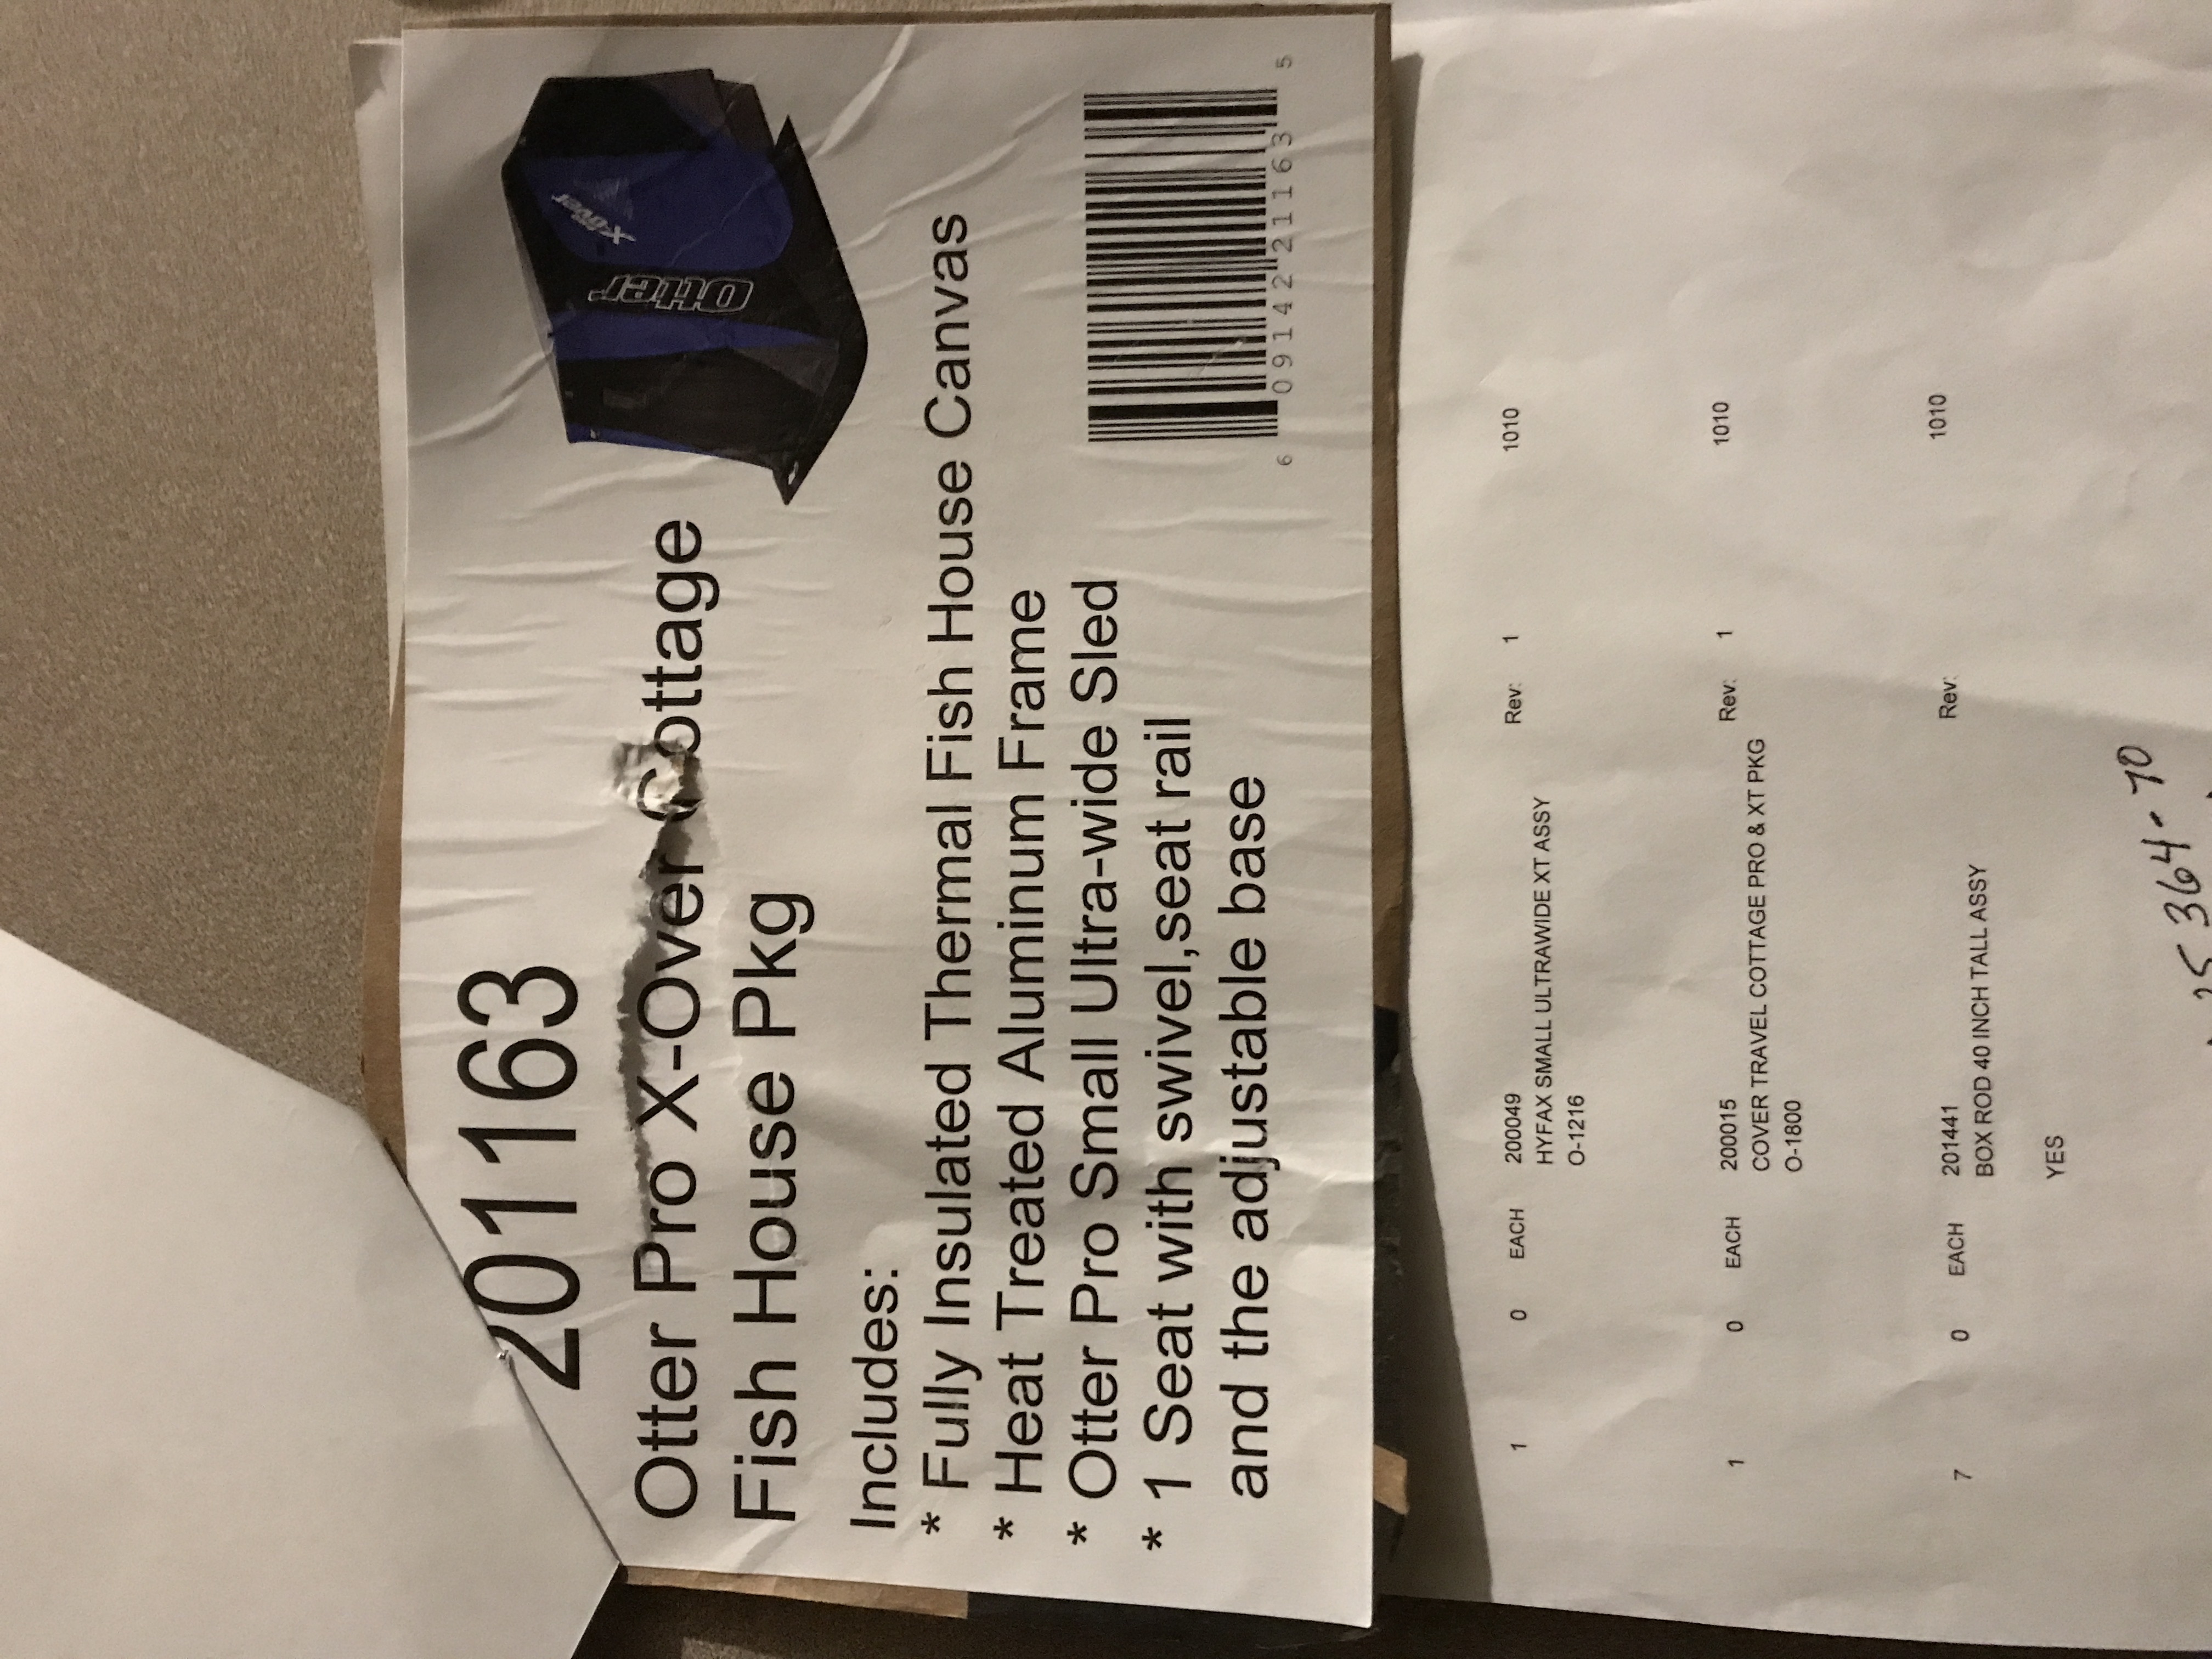 201163
Otter Pro X-Over Cottage
Fish House Pkg
Otter
X over
Includes:
* Fully Insulated Thermal Fish House Canvas
* Heat Treated Aluminum Frame
* Otter Pro Small Ultra-wide Sled
* 1 Seat with swivel,seat rail
and the adjustable base
6 09142 21163 5
1 0 EACH 200049 Rev: 1 1010
HYFAX SMALL ULTRAWIDE XT ASSY
O-1216
1 0 EACH 200015 Rev: 1 1010
COVER TRAVEL COTTAGE PRO & XT PKG
O-1800
7 0 EACH 201441 Rev: 1010
BOX ROD 40 INCH TALL ASSY
YES
364-70